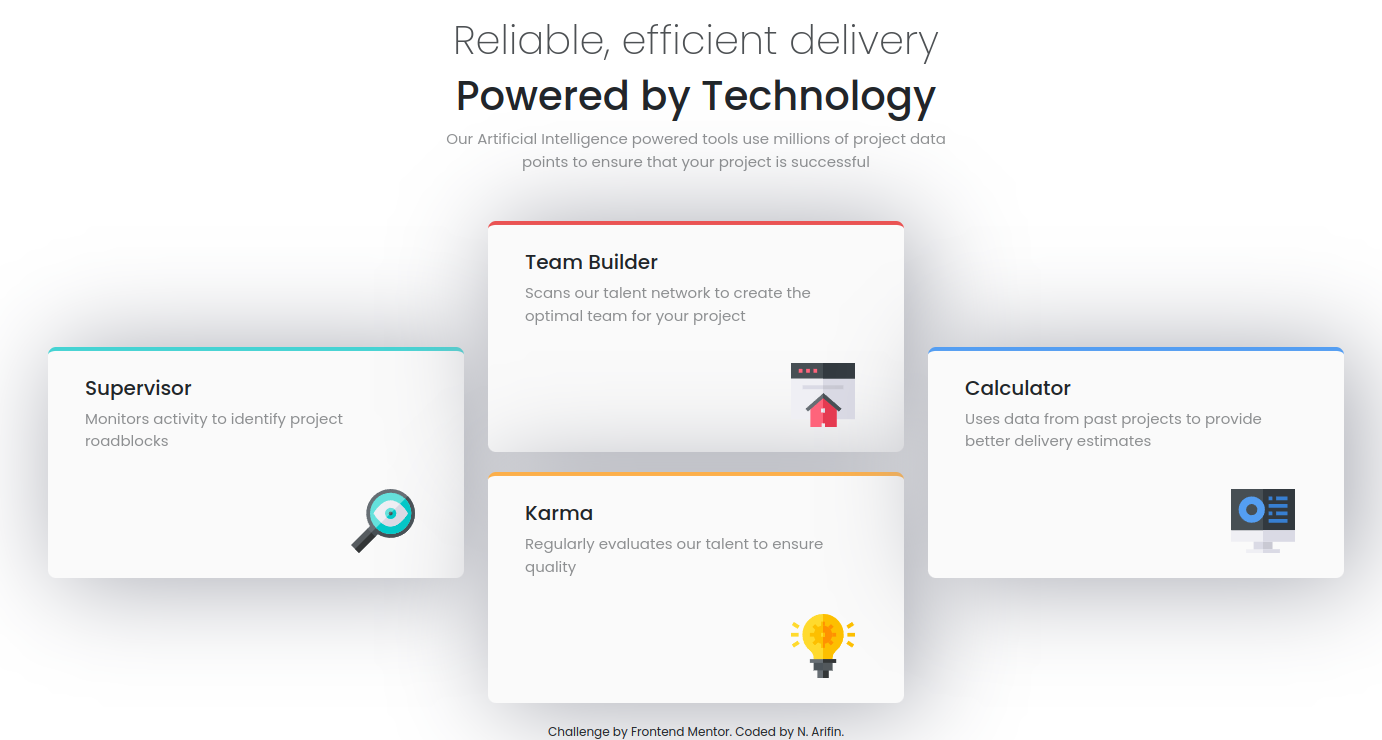 Reliable, efficient delivery
Powered by Technology
Our Artificial Intelligence powered tools use millions of project data
points to ensure that your project is successful
Team Builder
Scans our talent network to create the
optimal team for your project
Supervisor
Monitors activity to identify project
roadblocks
Calculator
Uses data from past projects to provide
better delivery estimates
Karma
Regularly evaluates our talent to ensure
quality
Challenge by Frontend Mentor. Coded by N. Arifin.